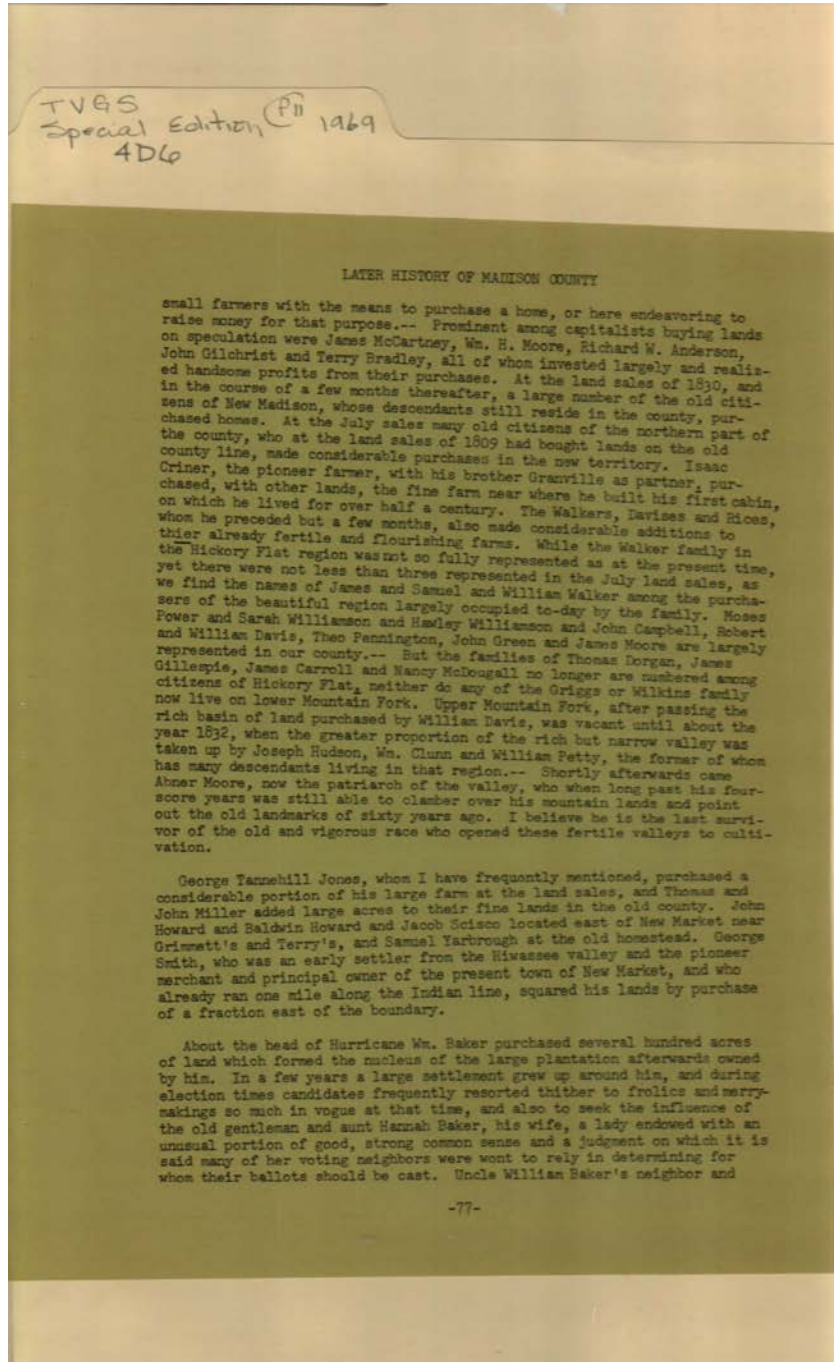 TVGS
Special Edition P11 1969
4D6
LATER HISTORY OF MADISON COUNTY
small farmers with the means to purchase a home, or here endeavoring to
raise money for that purpose.-- Prominent among capitalists buying lands
on speculation were James McCartney, Wm. H. Moore, Richard W. Anderson,
John Gilchrist and Terry Bradley, all of whom invested largely and realiz-
ed handsome profits from their purchases. At the land sales of 1830, and
in the course of a few months thereafter, a large number of the old citi-
zens of New Madison, whose descendants still reside in the county, pur-
chased homes. At the July sales many old citizens of the northern part of
the county, who at the land sales of 1809 had bought lands on the old
county line, made considerable purchases in the new territory. Isaac
Criner, the pioneer farmer, with his brother Granville as partner, pur-
chased, with other lands, the fine farm near where he built his first cabin,
on which he lived for over half a century. The Walkers, Davises and Rices,
whom he preceded but a few months, also made considerable additions to
thier already fertile and flourishing farms. While the Walker family in
the Hickory Flat region was not so fully represented as at the present time,
yet there were not less than three represented in the July land sales, as
we find the names of James and Samuel and William Walker among the purcha-
sers of the beautiful region largely occupied to-day by the family. Moses
Power and Sarah Williamson and Hawley Williamson and John Campbell, Robert
and William Davis, Theo Pennington, John Green and James Moore are largely
represented in our county.-- But the families of Thomas Dorgan, James
Gillespie, James Carroll and Nancy McDougall no longer are numbered among
citizens of Hickory Flat, neither do any of the Griggs or Wilkins family
now live on lower Mountain Fork. Upper Mountain Fork, after passing the
rich basin of land purchased by William Davis, was vacant until about the
year 1832, when the greater proportion of the rich but narrow valley was
taken up by Joseph Hudson, Wm. Clunn and William Petty, the former of whom
has many descendants living in that region.-- Shortly afterwards came
Abner Moore, now the patriarch of the valley, who when long past his four-
score years was still able to clamber over his mountain lands and point
out the old landmarks of sixty years ago. I believe he is the last survi-
vor of the old and vigorous race who opened these fertile valleys to culti-
vation.
George Tannehill Jones, whom I have frequently mentioned, purchased a
considerable portion of his large farm at the land sales, and Thomas and
John Miller added large acres to their fine lands in the old county. John
Howard and Baldwin Howard and Jacob Scisco located east of New Market near
Grimmett's and Terry's, and Samuel Yarbrough at the old homestead. George
Smith, who was an early settler from the Hiwassee valley and the pioneer
merchant and principal owner of the present town of New Market, and who
already ran one mile along the Indian line, squared his lands by purchase
of a fraction east of the boundary.
About the head of Hurricane Wm. Baker purchased several hundred acres
of land which formed the nucleus of the large plantation afterwards owned
by him. In a few years a large settlement grew up around him, and during
election times candidates frequently resorted thither to frolics and merry-
makings so much in vogue at that time, and also to seek the influence of
the old gentleman and aunt Hannah Baker, his wife, a lady endowed with an
unusual portion of good, strong common sense and a judgment on which it is
said many of her voting neighbors were wont to rely in determining for
whom their ballots should be cast. Uncle William Baker's neighbor and
-77-